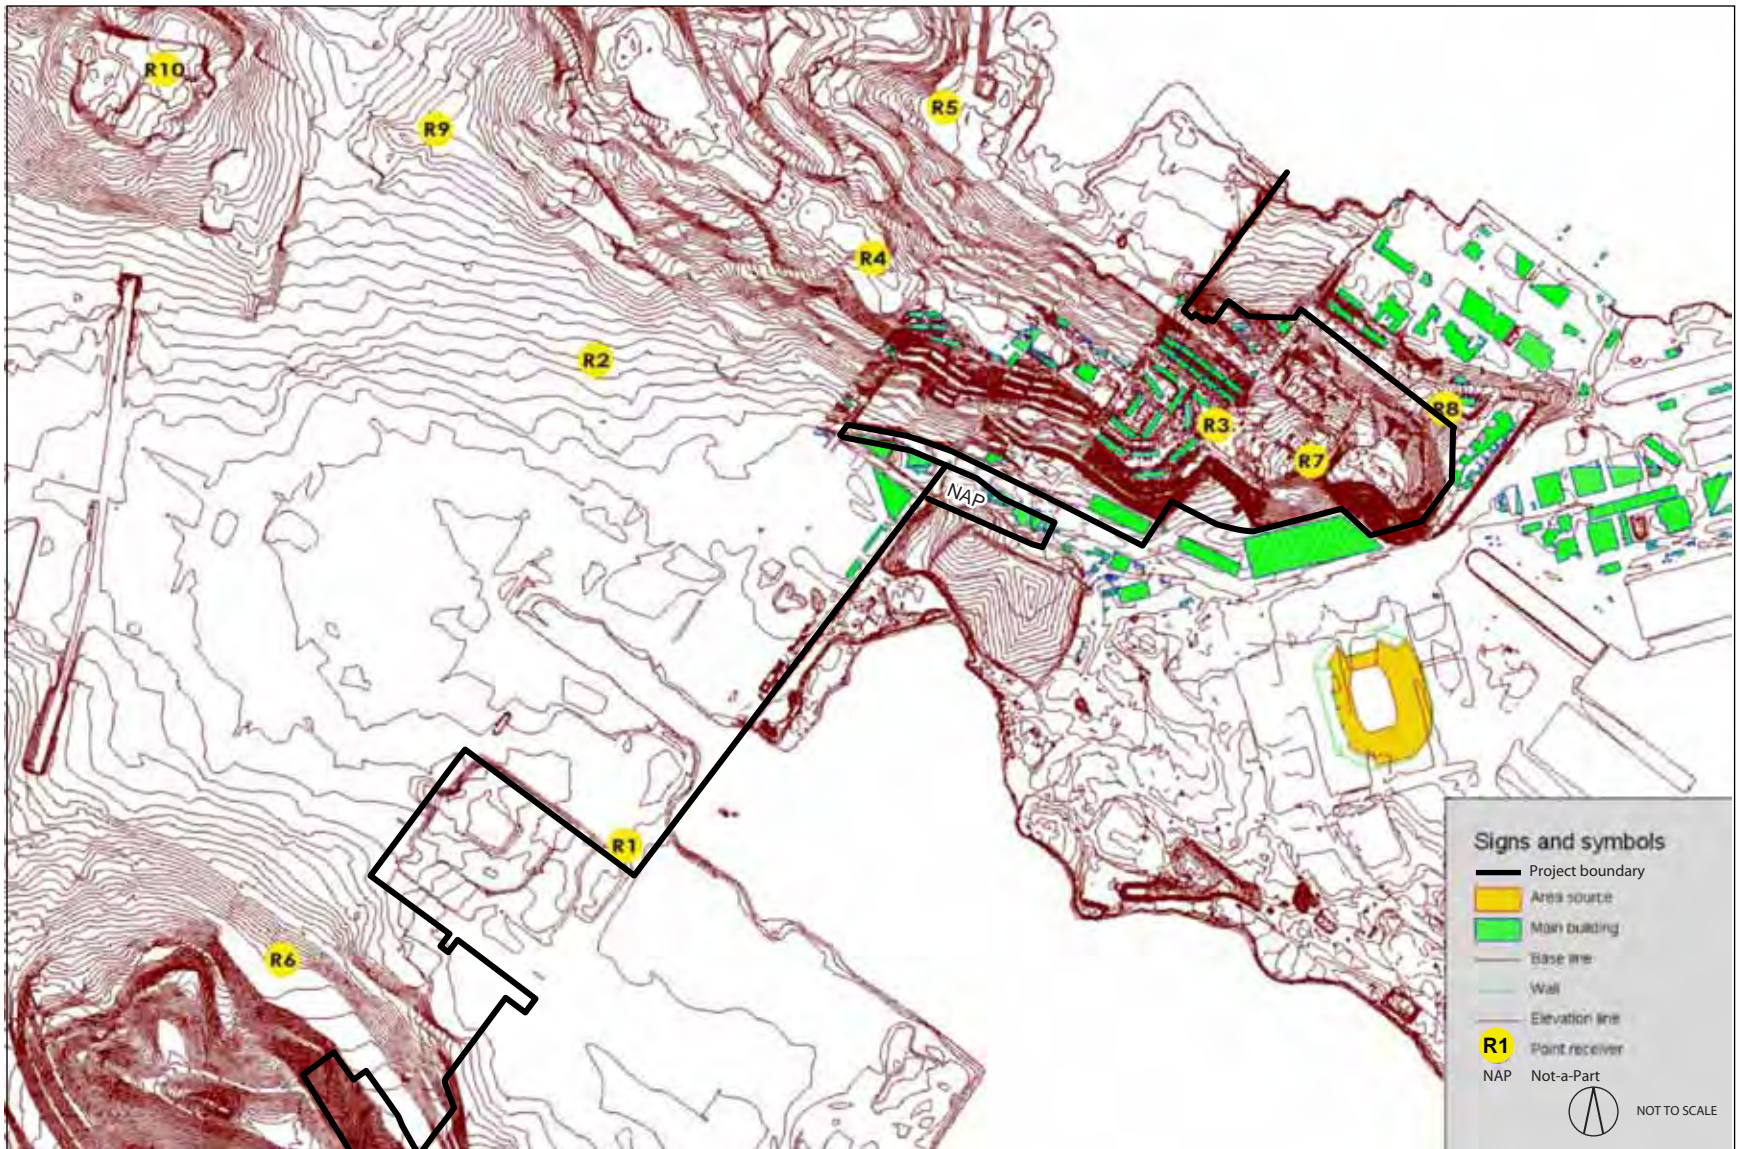 R10
R5
R9
R4
R2
R8
R3
R7
NAP
R1
R6
Signs and symbols
Project boundary
Area source
Main building
Base line
Wall
Elevation line
R1 Point receiver
NAP Not-a-Part
NOT TO SCALE